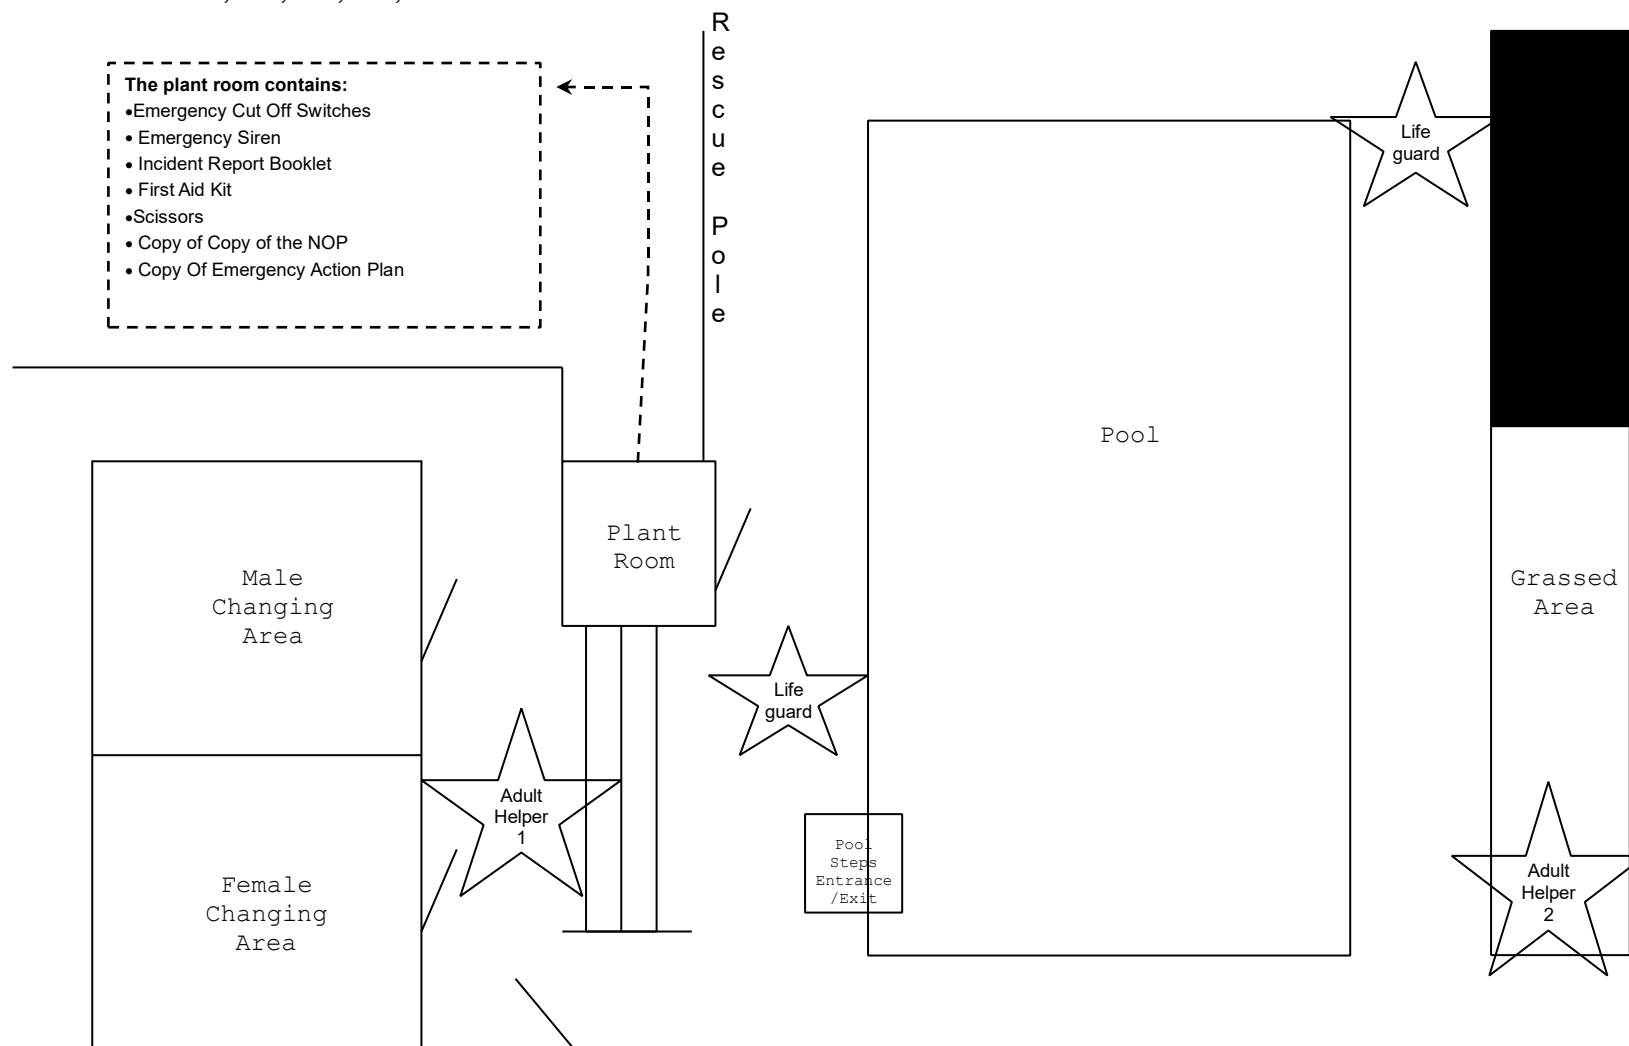 The plant room contains:
•Emergency Cut Off Switches
• Emergency Siren
• Incident Report Booklet
• First Aid Kit
•Scissors
• Copy of Copy of the NOP
• Copy Of Emergency Action Plan
Rescue Pole
Life
guard
Pool
Plant
Room
Male
Changing
Area
Grassed
Area
Life
guard
Adult
Helper
1
Pool
Steps
Entrance
/Exit
Female
Changing
Area
Adult
Helper
2